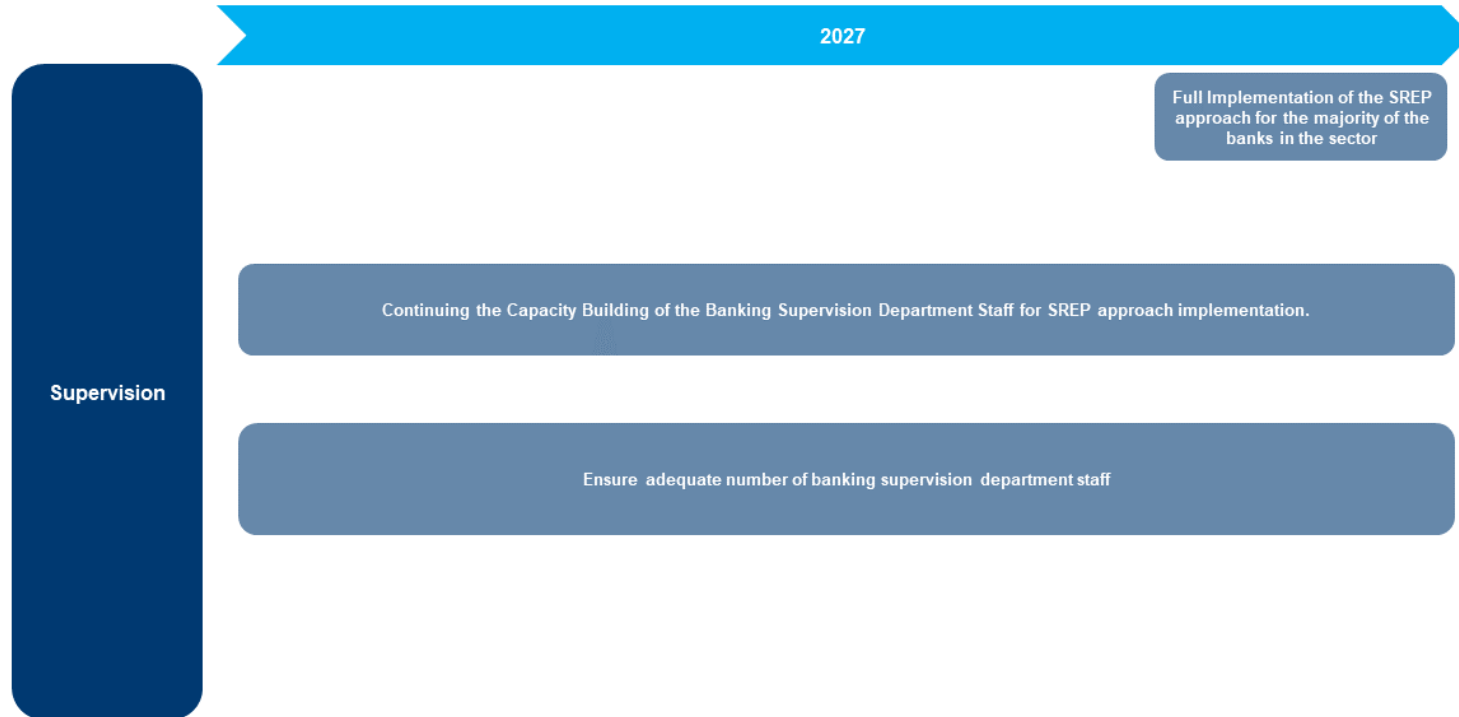 2027
Full Implementation of the SREP
approach for the majority of the
banks in the sector
Continuing the Capacity Building of the Banking Supervision Department Staff for SREP approach implementation.
Supervision
Ensure adequate number of banking supervision department staff